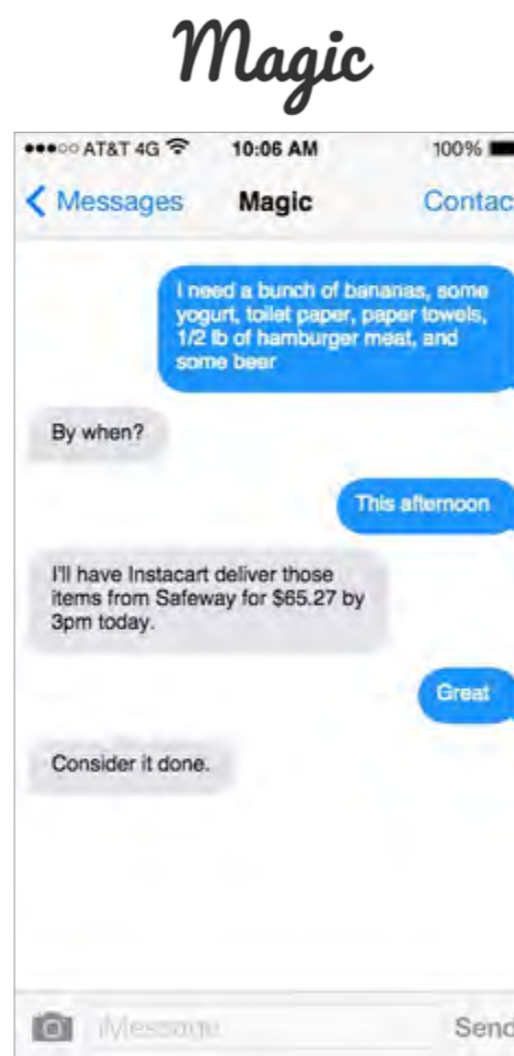 Magic
AT&T 4G 10:06 AM 100%
Messages Magic Contac
I need a bunch of bananas, some
yogurt, toilet paper, paper towels,
1/2 lb of hamburger meat, and
some beer
By when?
This afternoon
I'll have Instacart deliver those
items from Safeway for $65.27 by
3pm today.
Great
Consider it done.
iMessage Send